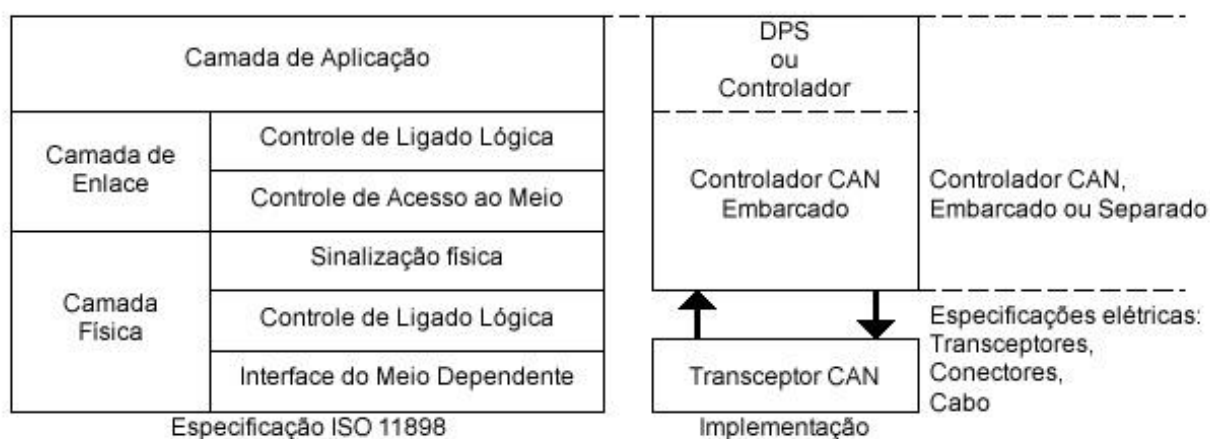 Camada de Aplicação
Camada de
Enlace
Controle de Ligado Lógica
Controle de Acesso ao Meio
Camada
Física
Sinalização física
Controle de Ligado Lógica
Interface do Meio Dependente
Especificação ISO 11898
DPS
ou
Controlador
Controlador CAN
Embarcado
Transceptor CAN
Implementação
Controlador CAN,
Embarcado ou Separado
Especificações elétricas:
Transceptores,
Conectores,
Cabo